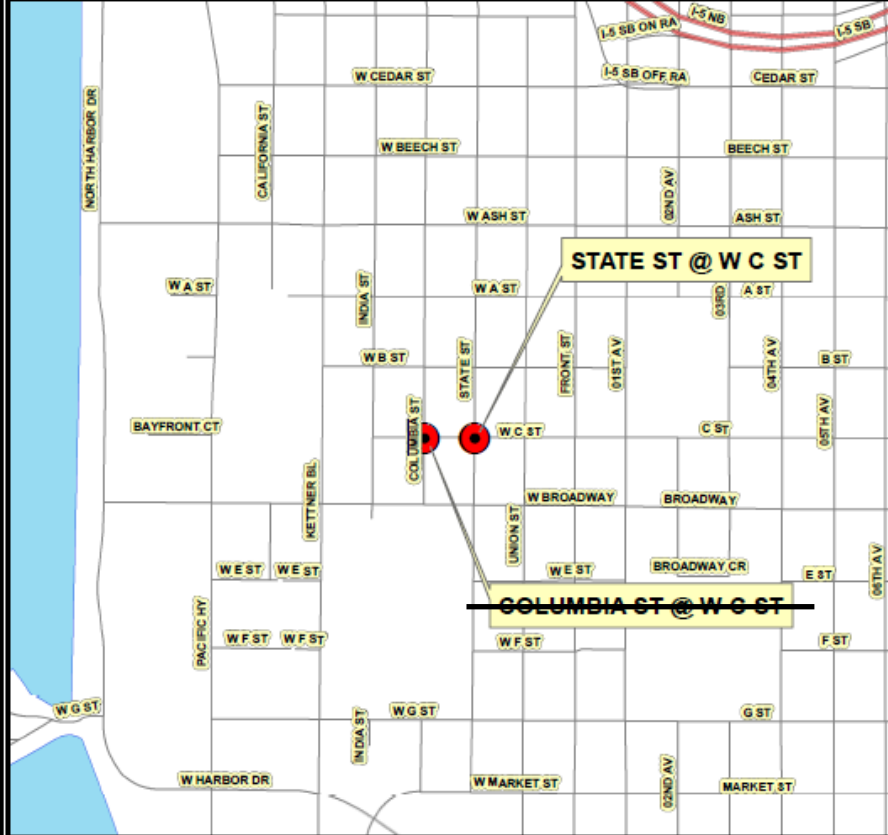 I-5 NB
I-5 SB ON RA
I-5 SB
W CEDAR ST
I-5 SB OFF RA
CEDAR ST
NORTH HARBOR DR
CALIFORNIA ST
W BEECH ST
BEECH ST
02ND AV
W ASH ST
ASH ST
STATE ST @ W C ST
W A ST
INDIA ST
W A ST
03RD
A ST
W B ST
STATE ST
FRONT ST
01ST AV
04TH AV
B ST
BAYFRONT CT
COLUMBIA ST
W C ST
C ST
05TH AV
KETTNER BL
W BROADWAY
BROADWAY
UNION ST
W E ST
W E ST
W E ST
BROADWAY CR
E ST
06TH AV
COLUMBIA ST @ W C ST
PACIFIC HY
W F ST
W F ST
W F ST
F ST
W G ST
INDIA ST
W G ST
G ST
W HARBOR DR
W MARKET ST
02ND AV
MARKET ST